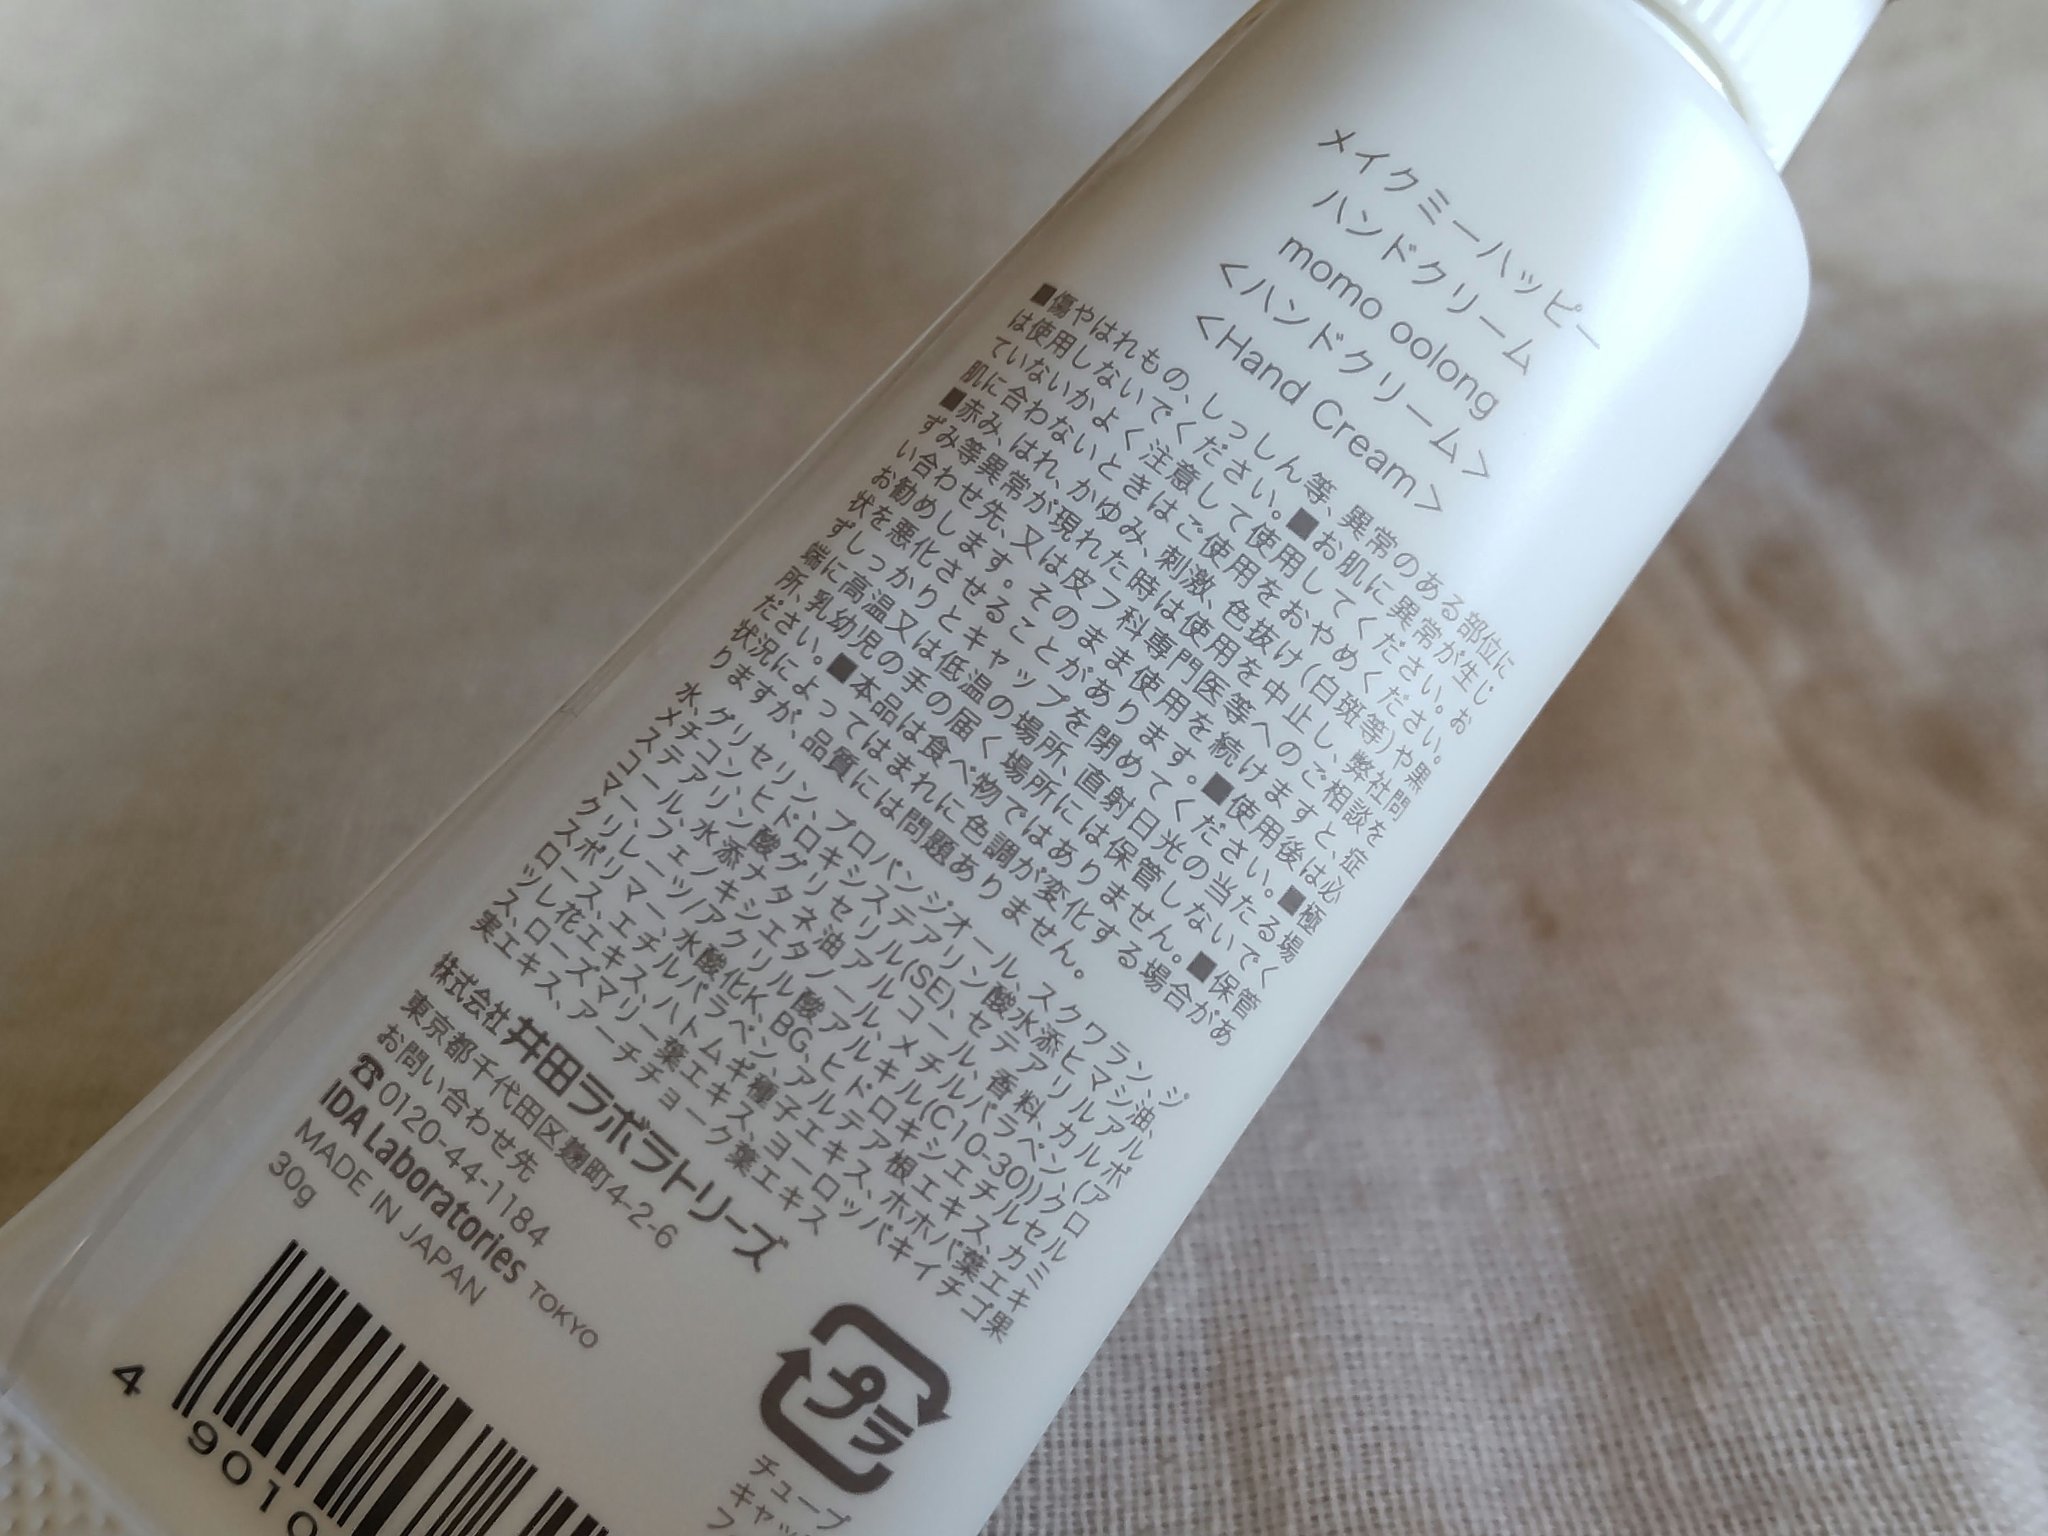 メイクミーハッピー
ハンドクリーム
momo oolong
＜ハンドクリーム＞
＜Hand Cream＞
■傷やはれもの、しっしん等、異常のある部位に
は使用しないでください。■お肌に異常が生じ
ていないかよく注意して使用してください。お
肌に合わないときはご使用をおやめください。
■赤み、はれ、かゆみ、刺激、色抜け(白斑等)や黒
ずみ等異常が現れた時は使用を中止し、弊社問
い合わせ先、又は皮フ科専門医等へのご相談を
お勧めします。そのまま使用を続けますと、症
状を悪化させることがあります。■使用後は必
ずしっかりとキャップを閉めてください。■極
端に高温又は低温の場所、直射日光の当たる場
所、乳幼児の手の届く場所には保管しないでく
ださい。■本品は食べ物ではありません。■保管
状況によってはまれに色調が変化する場合があ
りますが、品質には問題ありません。
水、グリセリン、プロパンジオール、スクワラン、ジ
メチコン、ヒドロキシステアリン酸水添ヒマシ油、
ステアリン酸グリセリル(SE)、セテアリルアル
コール、水添ナタネ油アルコール、香料、カルボ
マー、フェノキシエタノール、メチルパラベン、(ア
クリレーツ/アクリル酸アルキル(C10-30))クロ
スポリマー、水酸化K、BG、ヒドロキシエチルセル
ロース、エチルパラベン、アルテア根エキス、カミ
ツレ花エキス、ハトムギ種子エキス、ホホバ葉エキ
ス、ローズマリー葉エキス、ヨーロッパキイチゴ果
実エキス、アーチチョーク葉エキス
株式会社 井田ラボラトリーズ
東京都千代田区麹町4-2-6
お問い合わせ先
☎0120-44-1184
IDA Laboratories TOKYO
MADE IN JAPAN
30g
プラ
チューブ
キャッ
4 9010